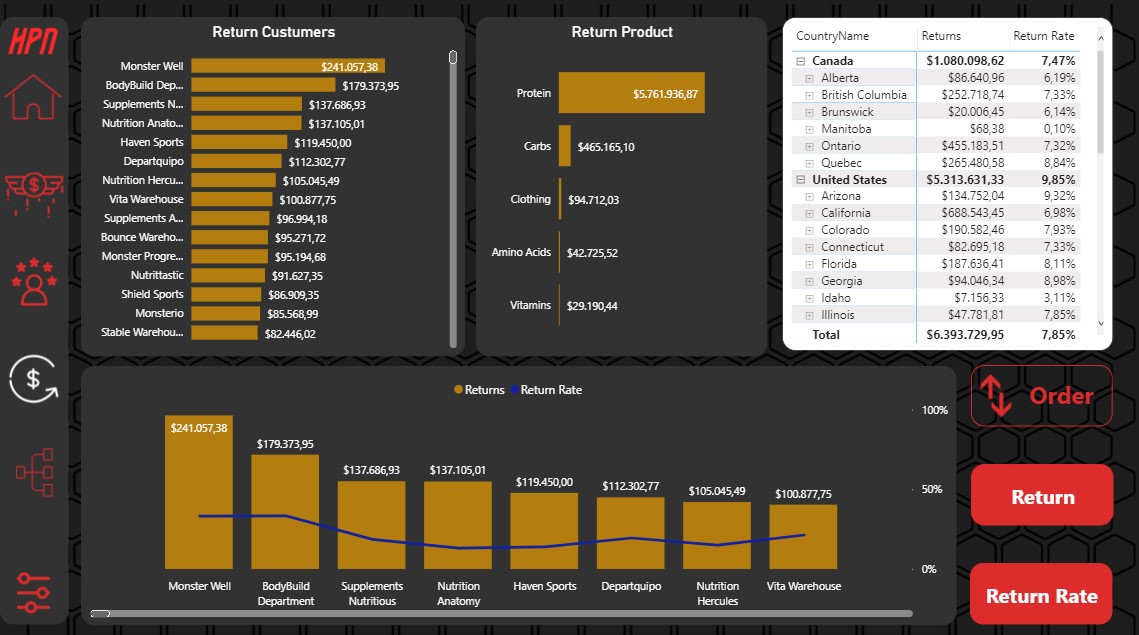 HPN
Return Custumers
Monster Well $241.057,38
BodyBuild Dep... $179.373,95
Supplements N... $137.686,93
Nutrition Anato... $137.105,01
Haven Sports $119.450,00
Departquipo $112.302,77
Nutrition Hercu... $105.045,49
Vita Warehouse $100.877,75
Supplements A... $96.994,18
Bounce Wareho... $95.271,72
Monster Progre... $95.194,68
Nutrittastic $91.627,35
Shield Sports $86.909,35
Monsterio $85.568,99
Stable Warehou... $82.446,02
Return Product
Protein $5.761.936,87
Carbs $465.165,10
Clothing $94.712,03
Amino Acids $42.725,52
Vitamins $29.190,44
CountryName Returns Return Rate
Canada $1.080.098,62 7,47%
Alberta $86.640,96 6,19%
British Columbia $252.718,74 7,33%
Brunswick $20.006,45 6,14%
Manitoba $68,38 0,10%
Ontario $455.183,51 7,32%
Quebec $265.480,58 8,84%
United States $5.313.631,33 9,85%
Arizona $134.752,04 9,32%
California $688.543,45 6,98%
Colorado $190.582,46 7,93%
Connecticut $82.695,18 7,33%
Florida $187.636,41 8,11%
Georgia $94.046,34 8,98%
Idaho $7.156,33 3,11%
Illinois $47.781,81 7,85%
Total $6.393.729,95 7,85%
Returns Return Rate
$241.057,38 $179.373,95 $137.686,93 $137.105,01 $119.450,00 $112.302,77 $105.045,49 $100.877,75
100%
50%
0%
Monster Well BodyBuild Supplements Nutrition Haven Sports Departquipo Nutrition Vita Warehouse
Department Nutritious Anatomy Hercules
Order
Return
Return Rate